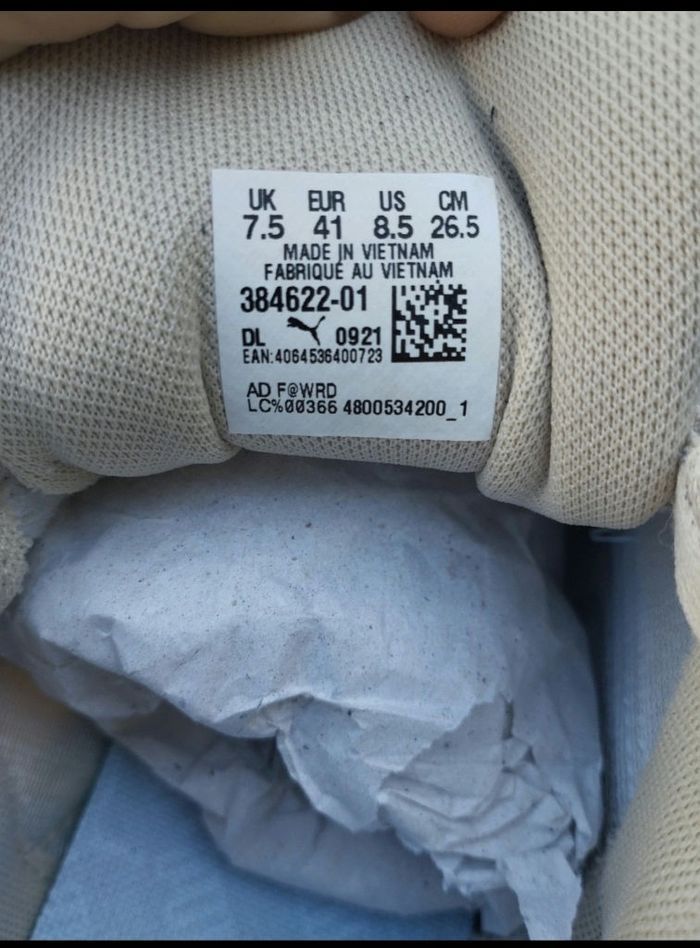 UK EUR US CM
7.5 41 8.5 26.5
MADE IN VIETNAM
FABRIQUÉ AU VIETNAM
384622-01
DL 0921
EAN:4064536400723
AD F@WRD
LC%00366 4800534200_1